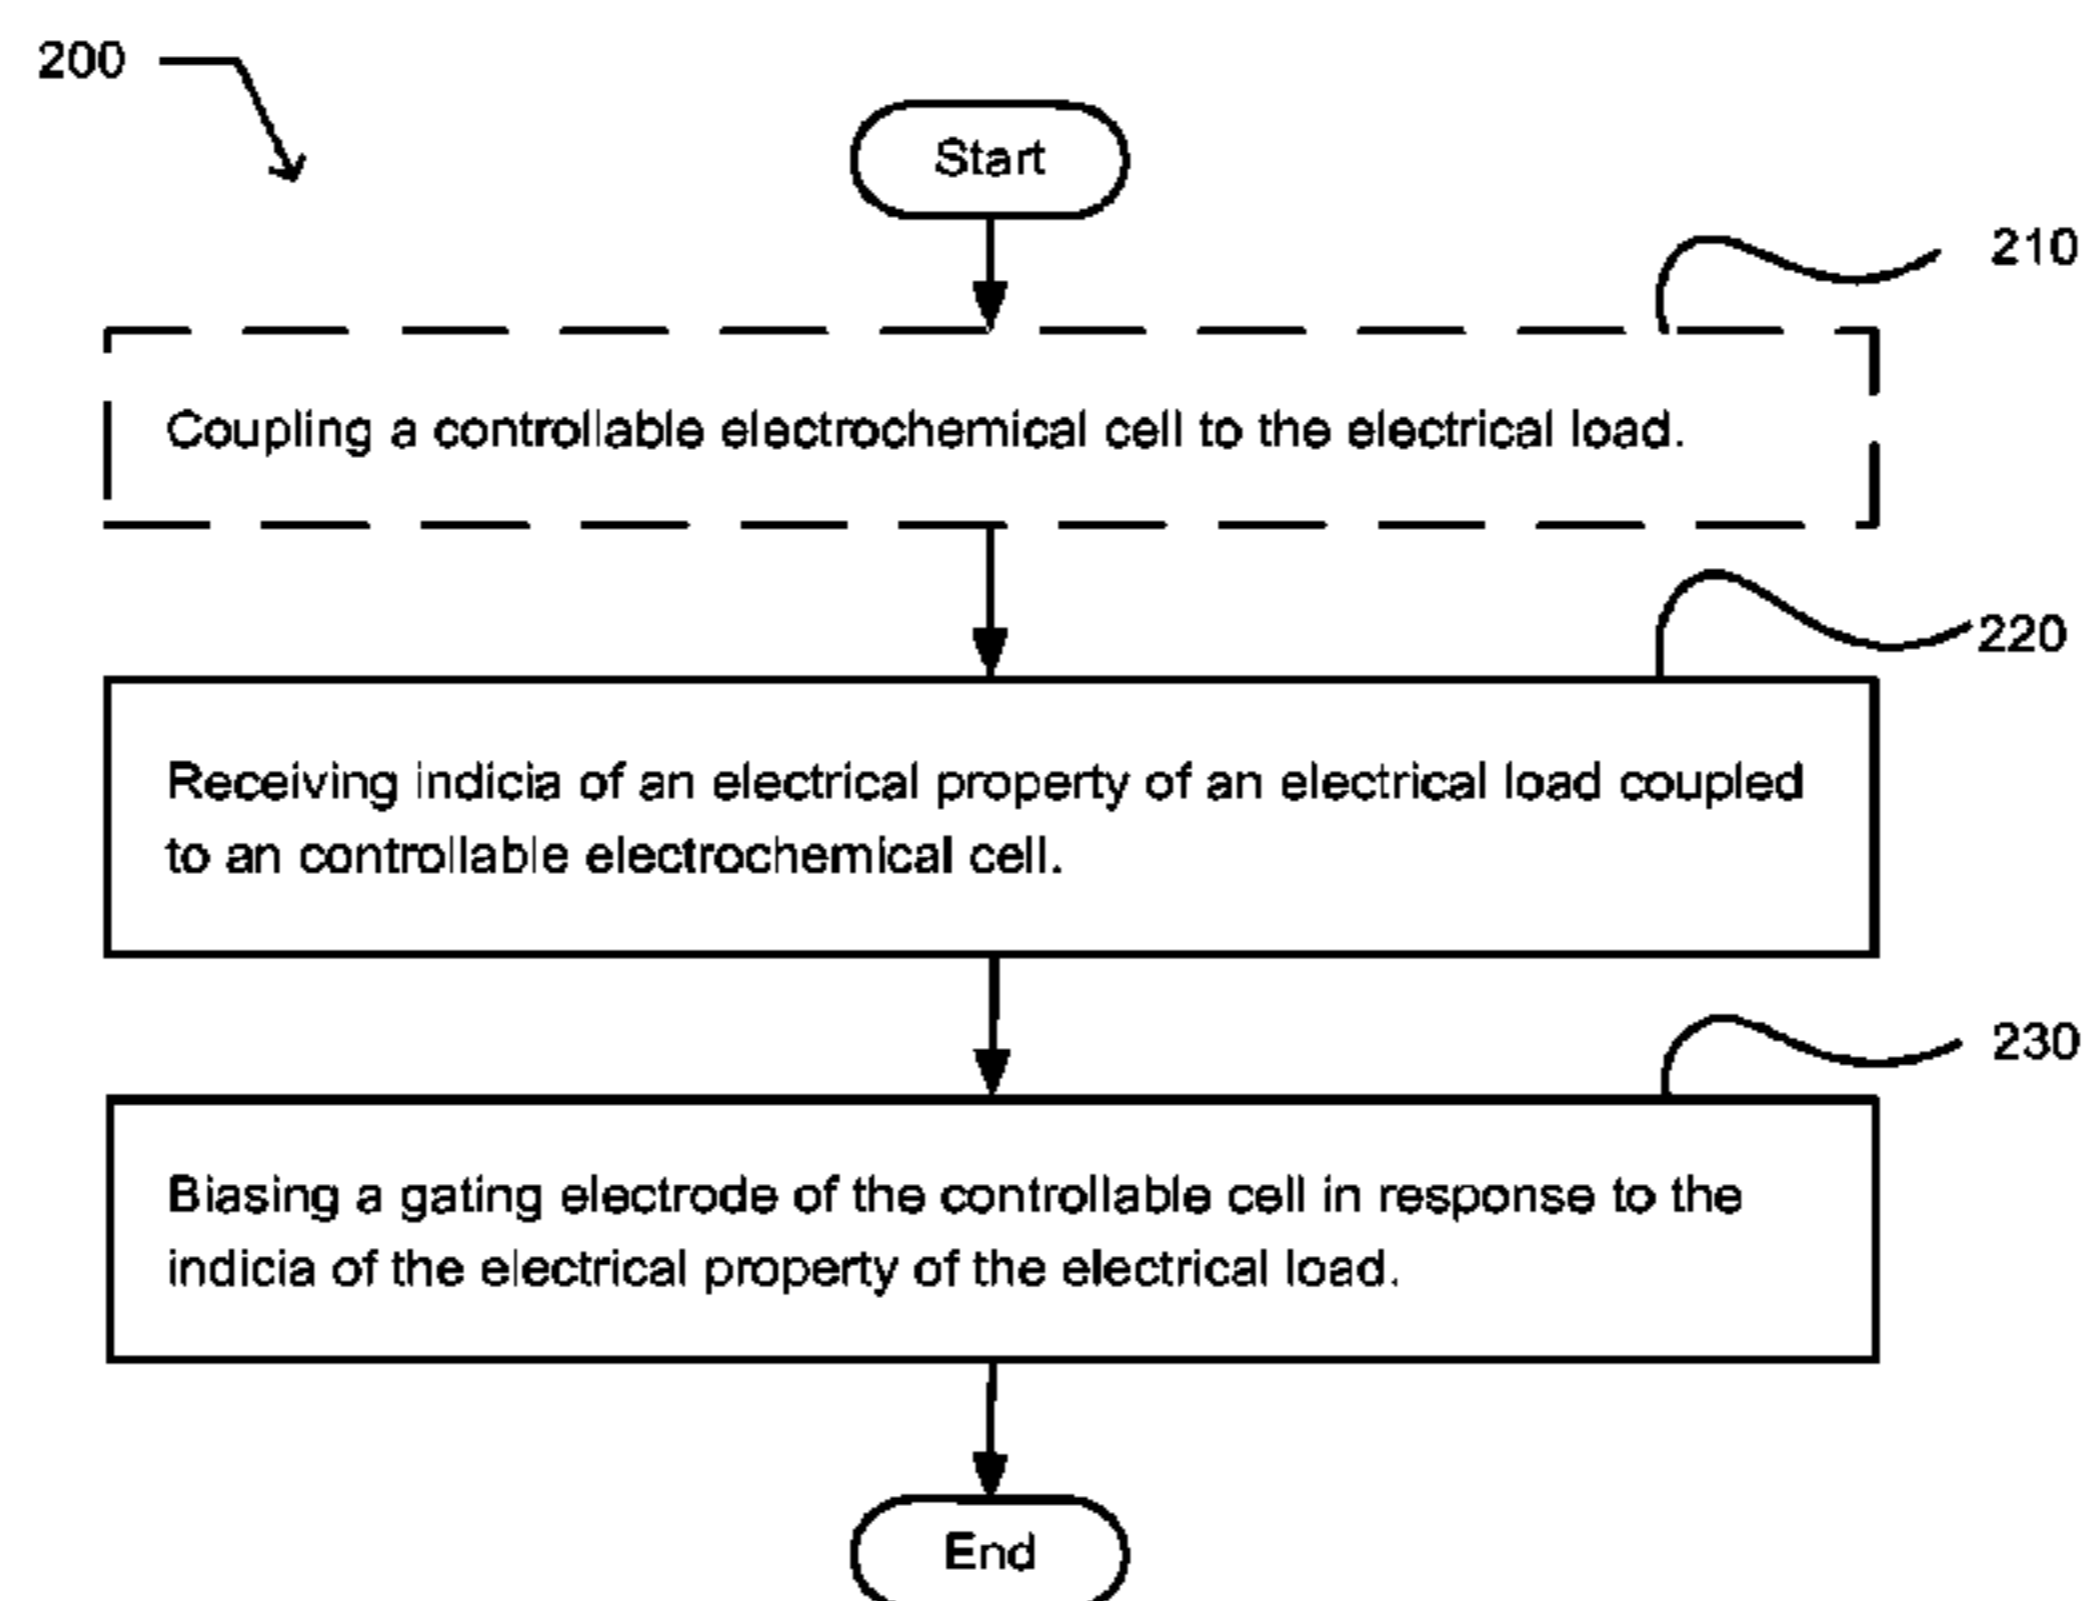 200
Start
210
Coupling a controllable electrochemical cell to the electrical load.
220
Receiving indicia of an electrical property of an electrical load coupled
to an controllable electrochemical cell.
230
Biasing a gating electrode of the controllable cell in response to the
indicia of the electrical property of the electrical load.
End